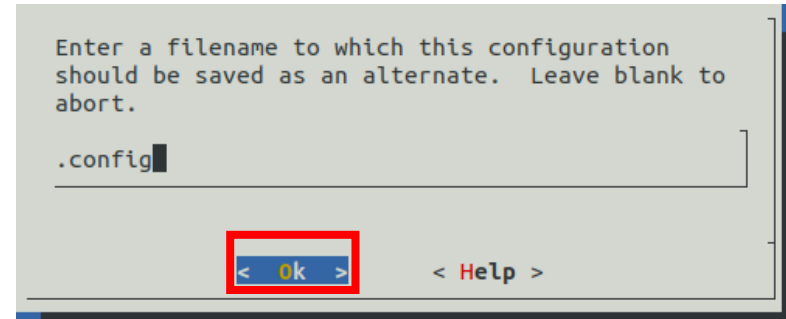 Enter a filename to which this configuration
should be saved as an alternate.  Leave blank to
abort.
.config
<  Ok  >	< Help >